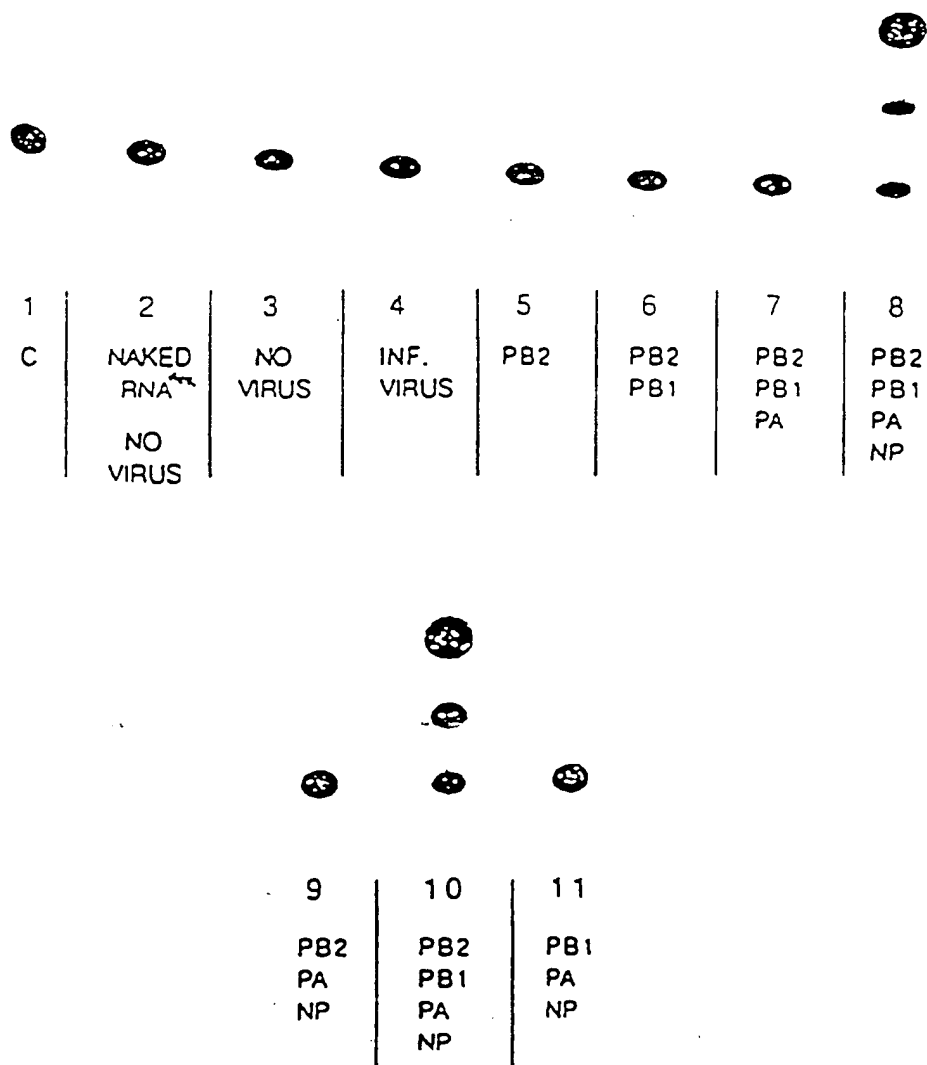 1 2 3 4 5 6 7 8
C NAKED NO INF. PB2 PB2 PB2 PB2
RNA VIRUS VIRUS PB1 PB1 PB1
PA PA
NO NP
VIRUS
9 10 11
PB2 PB2 PB1
PA PB1 PA
NP PA NP
NP